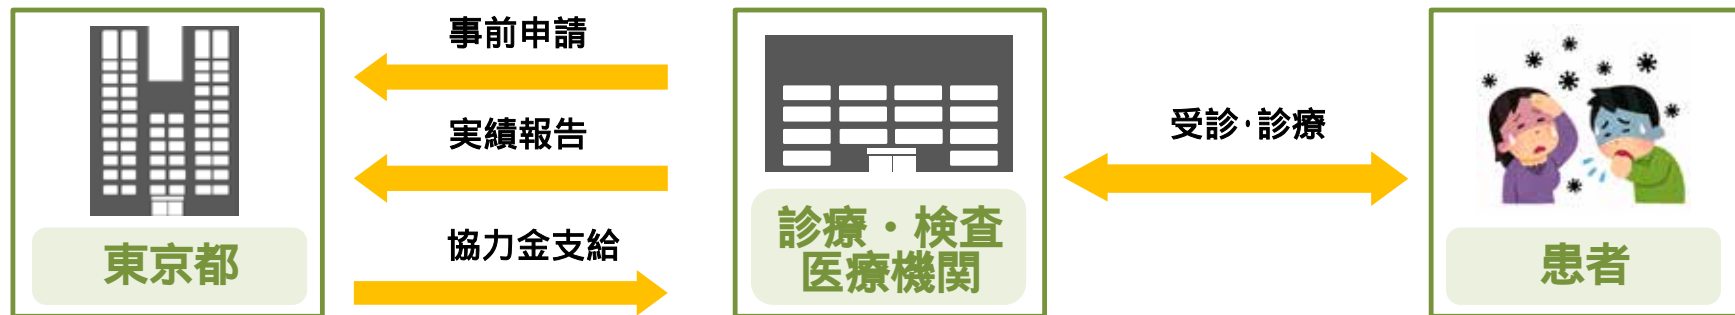 事前申請
実績報告
協力金支給
受診・診療
東京都
診療・検査
医療機関
患者